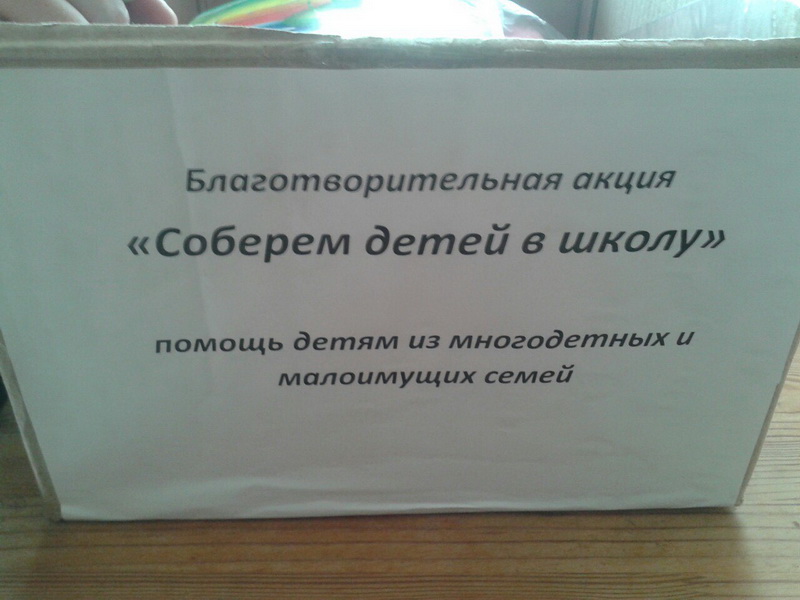 Благотворительная акция
«Соберем детей в школу»
помощь детям из многодетных и
малоимущих семей